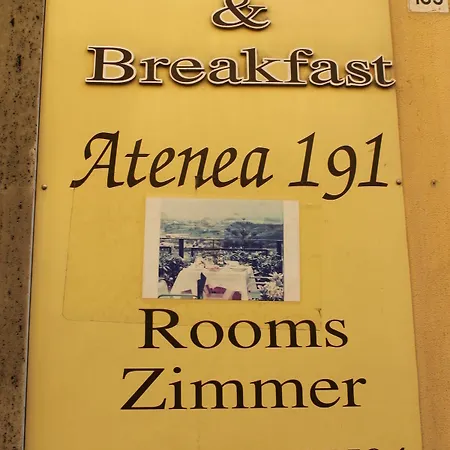 &
Breakfast
Atenea 191
Rooms
Zimmer